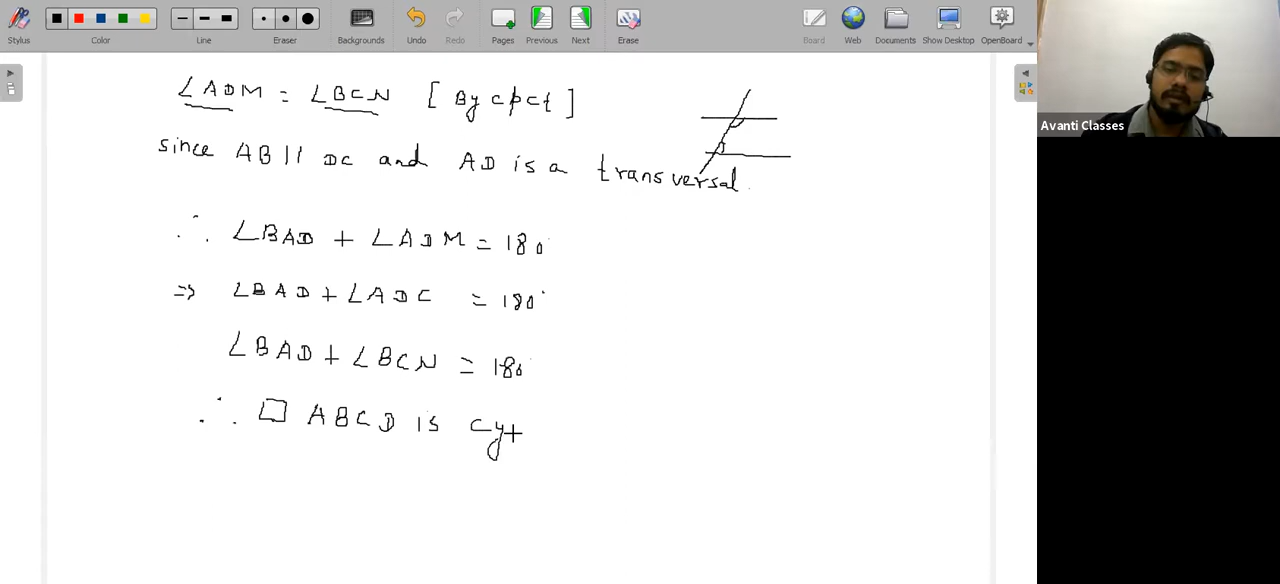 Stylus
Color
Line
Eraser
Backgrounds
Undo
Redo
Pages
Previous
Next
Erase
Board
Web
Documents
Show Desktop
OpenBoard
Avanti Classes
∠ADM = ∠BCN [By cpct]
since AB || DC and AD is a transversal.
∴ ∠BAD + ∠ADM = 180°
⇒ ∠BAD + ∠ADC = 180°
∠BAD + ∠BCN = 180
∴ □ ABCD is cy